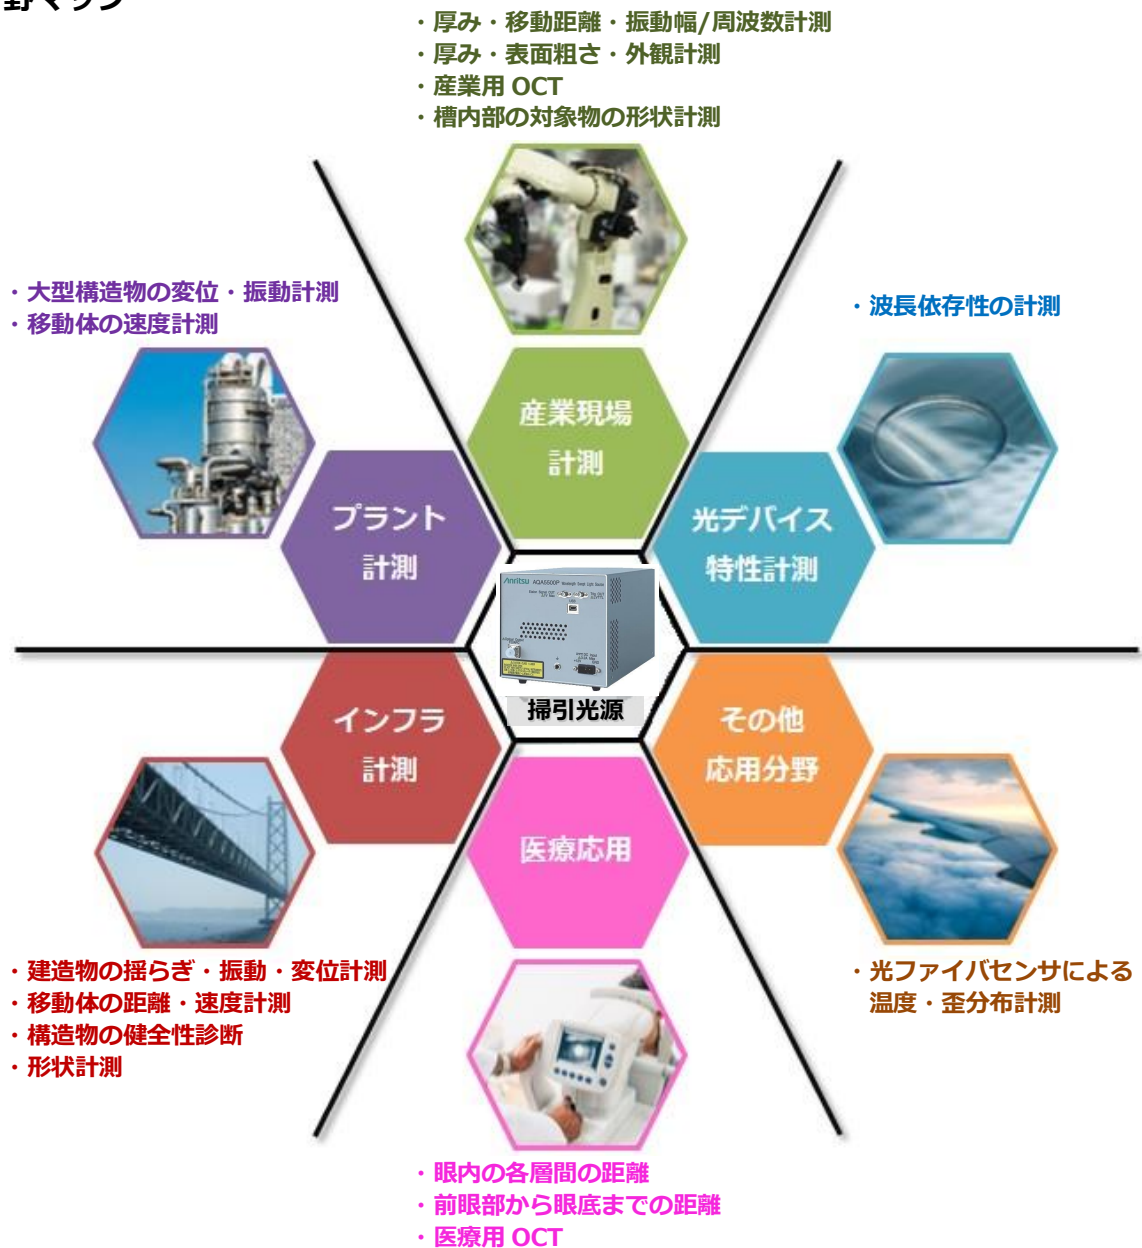 野マップ
・厚み・移動距離・振動幅/周波数計測
・厚み・表面粗さ・外観計測
・産業用 OCT
・槽内部の対象物の形状計測
・大型構造物の変位・振動計測
・移動体の速度計測
・波長依存性の計測
産業現場
計測
プラント
計測
光デバイス
特性計測
Anritsu AQA5500P
掃引光源
インフラ
計測
その他
応用分野
医療応用
・建造物の揺らぎ・振動・変位計測
・移動体の距離・速度計測
・構造物の健全性診断
・形状計測
・光ファイバセンサによる
温度・歪分布計測
・眼内の各層間の距離
・前眼部から眼底までの距離
・医療用 OCT